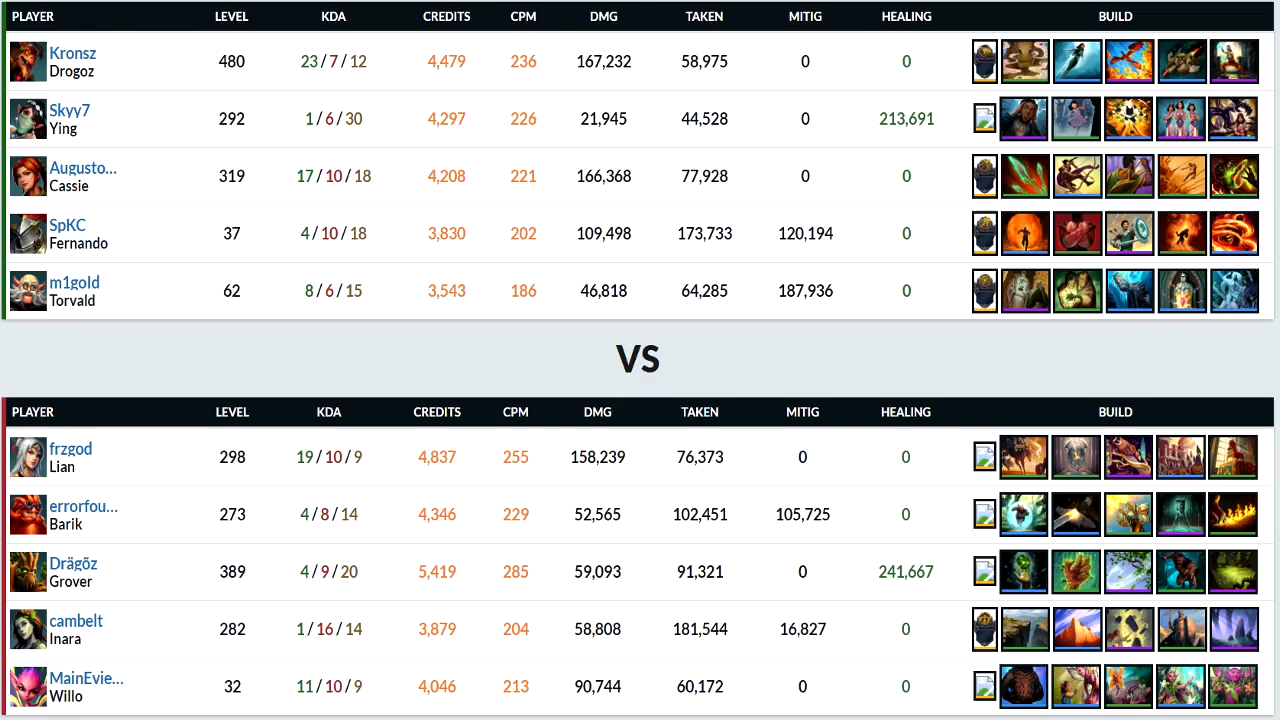 PLAYER LEVEL KDA CREDITS CPM DMG TAKEN MITIG HEALING BUILD
Kronsz
Drogoz
480 23 / 7 / 12 4,479 236 167,232 58,975 0 0
Skyy7
Ying
292 1 / 6 / 30 4,297 226 21,945 44,528 0 213,691
Augusto...
Cassie
319 17 / 10 / 18 4,208 221 166,368 77,928 0 0
SpKC
Fernando
37 4 / 10 / 18 3,830 202 109,498 173,733 120,194 0
m1gold
Torvald
62 8 / 6 / 15 3,543 186 46,818 64,285 187,936 0
VS
PLAYER LEVEL KDA CREDITS CPM DMG TAKEN MITIG HEALING BUILD
frzgod
Lian
298 19 / 10 / 9 4,837 255 158,239 76,373 0 0
errorfou...
Barik
273 4 / 8 / 14 4,346 229 52,565 102,451 105,725 0
Drägõz
Grover
389 4 / 9 / 20 5,419 285 59,093 91,321 0 241,667
cambelt
Inara
282 1 / 16 / 14 3,879 204 58,808 181,544 16,827 0
MainEvie...
Willo
32 11 / 10 / 9 4,046 213 90,744 60,172 0 0